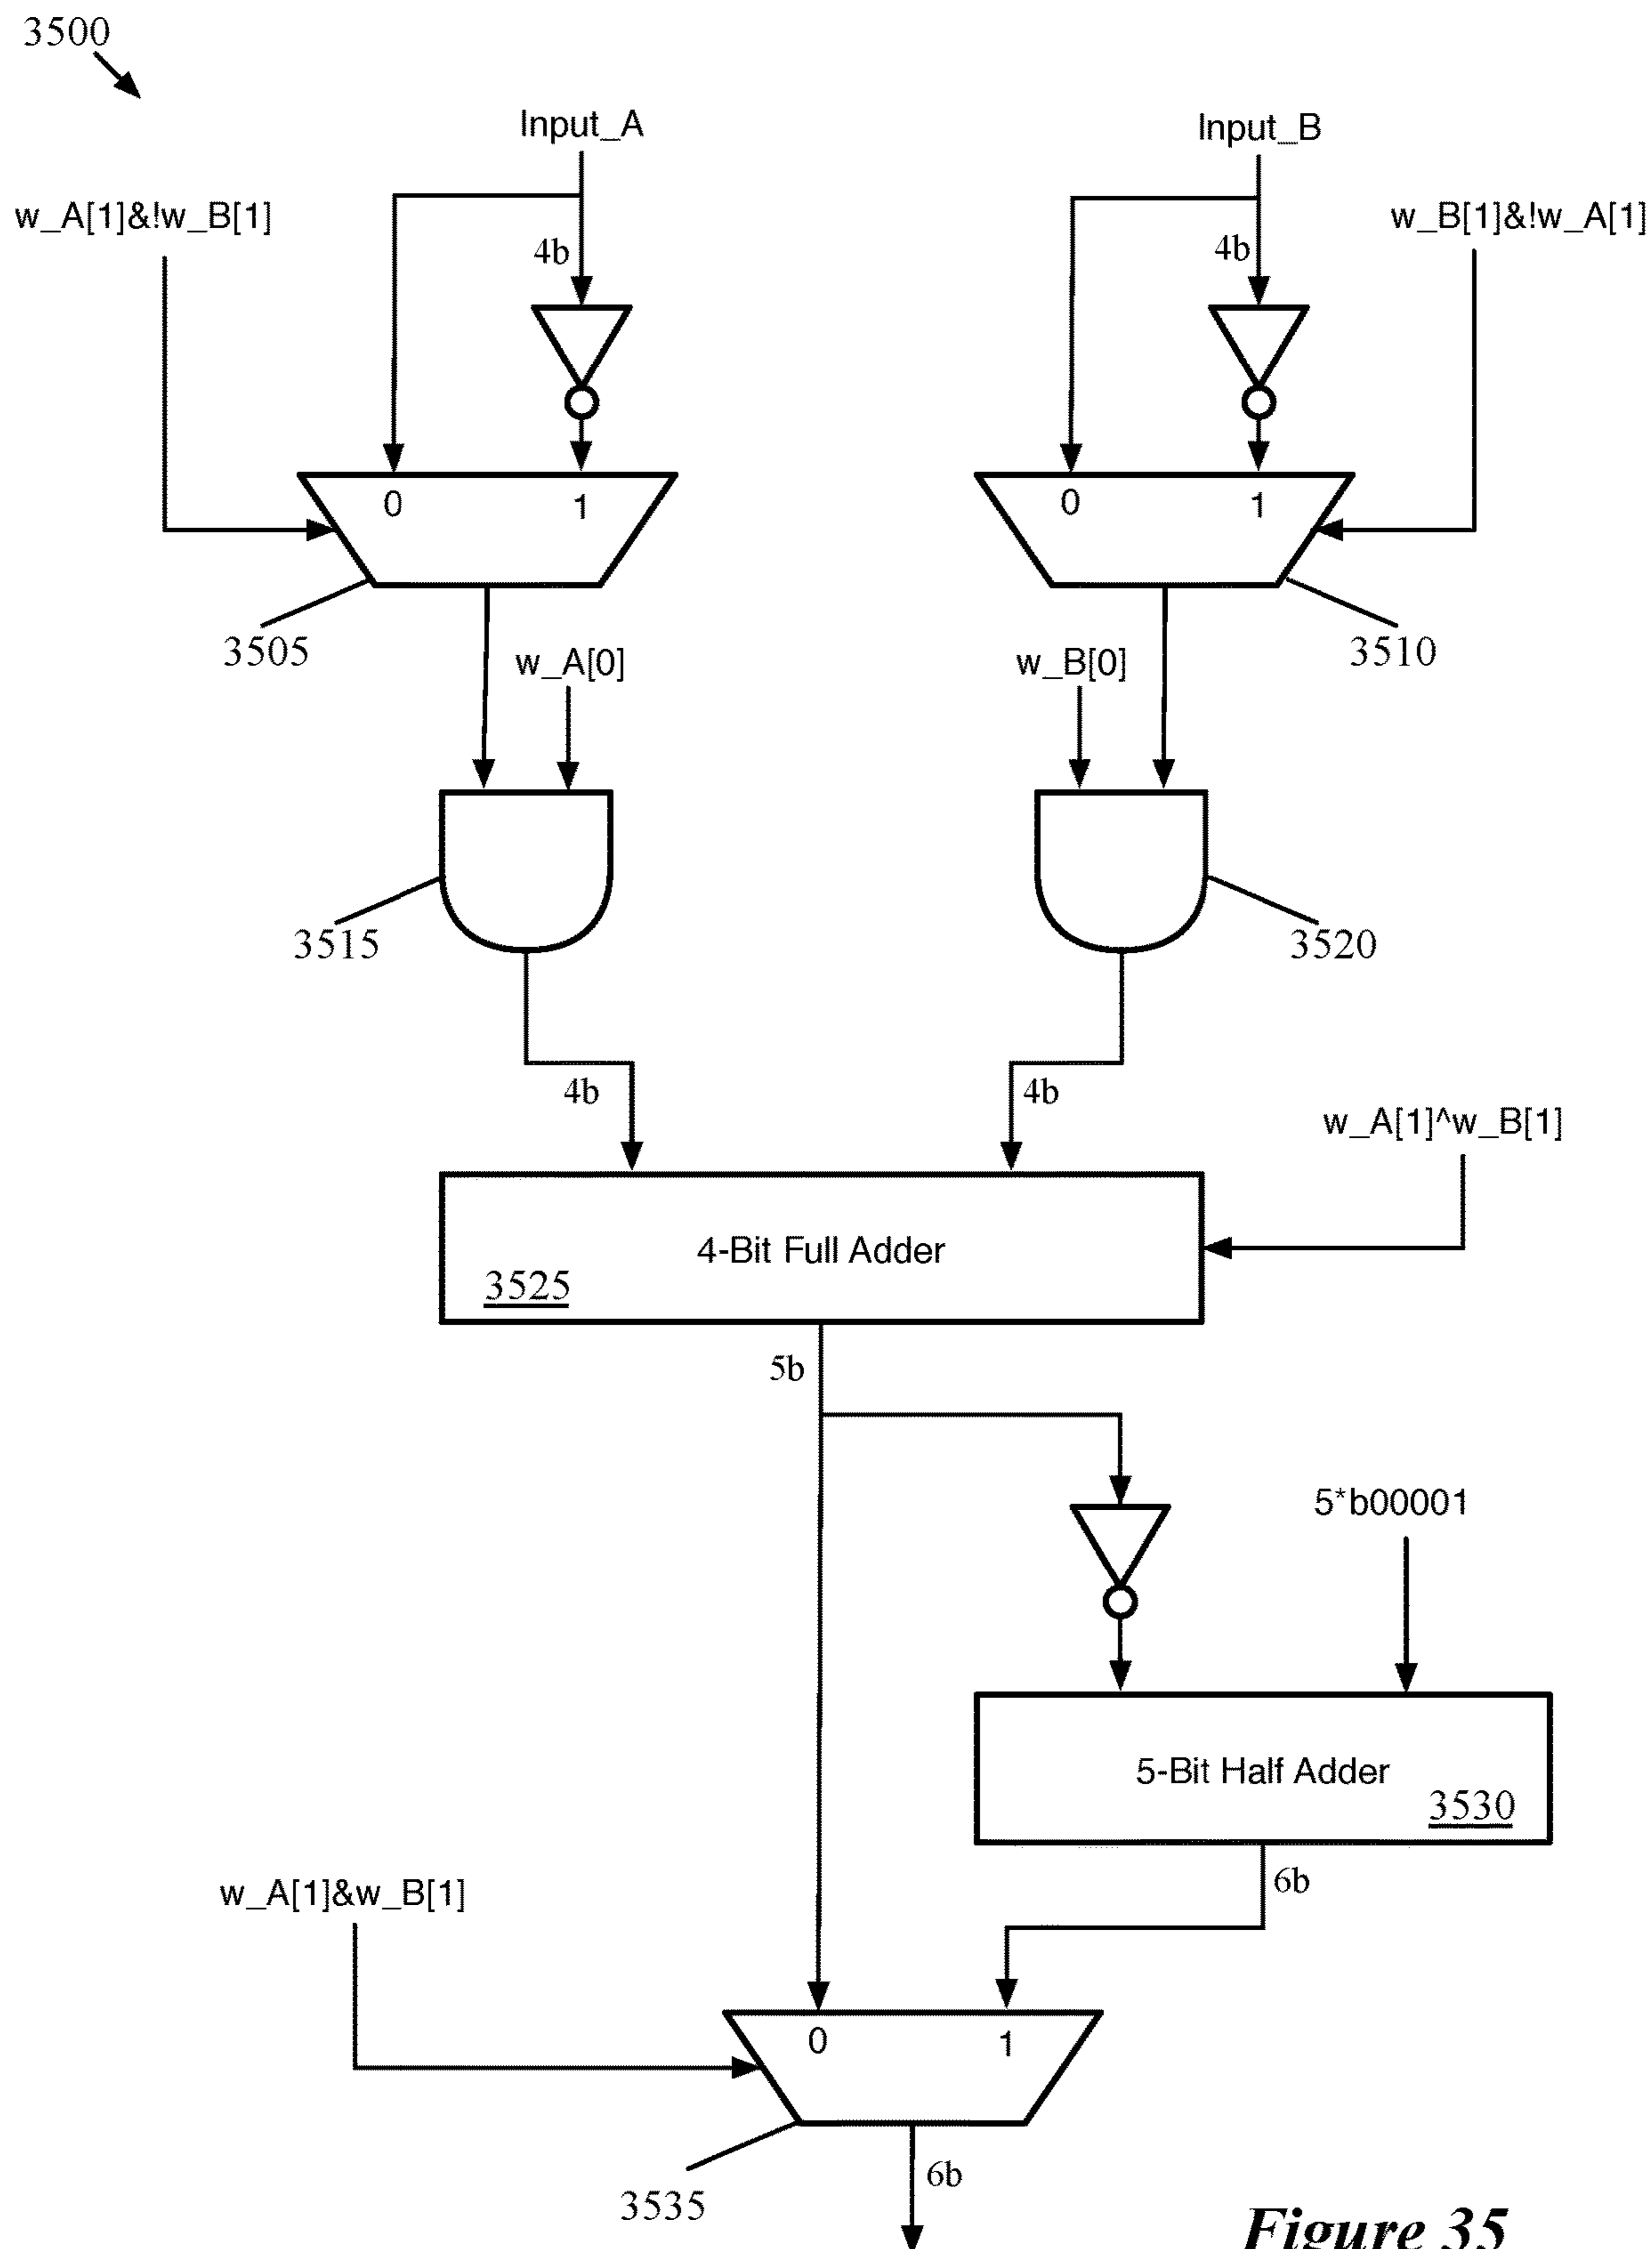 3500
Input_A
Input_B
w_A[1]&!w_B[1]
w_B[1]&!w_A[1]
4b
4b
0
1
0
1
3505
3510
w_A[0]
w_B[0]
3515
3520
4b
4b
w_A[1]^w_B[1]
4-Bit Full Adder
3525
5b
5*b00001
5-Bit Half Adder
3530
w_A[1]&w_B[1]
6b
0
1
6b
3535
Figure 35